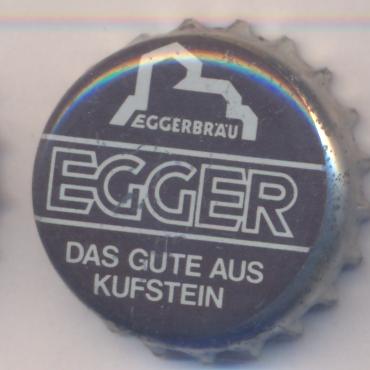 EGGERBRÄU
EGGER
DAS GUTE AUS
KUFSTEIN